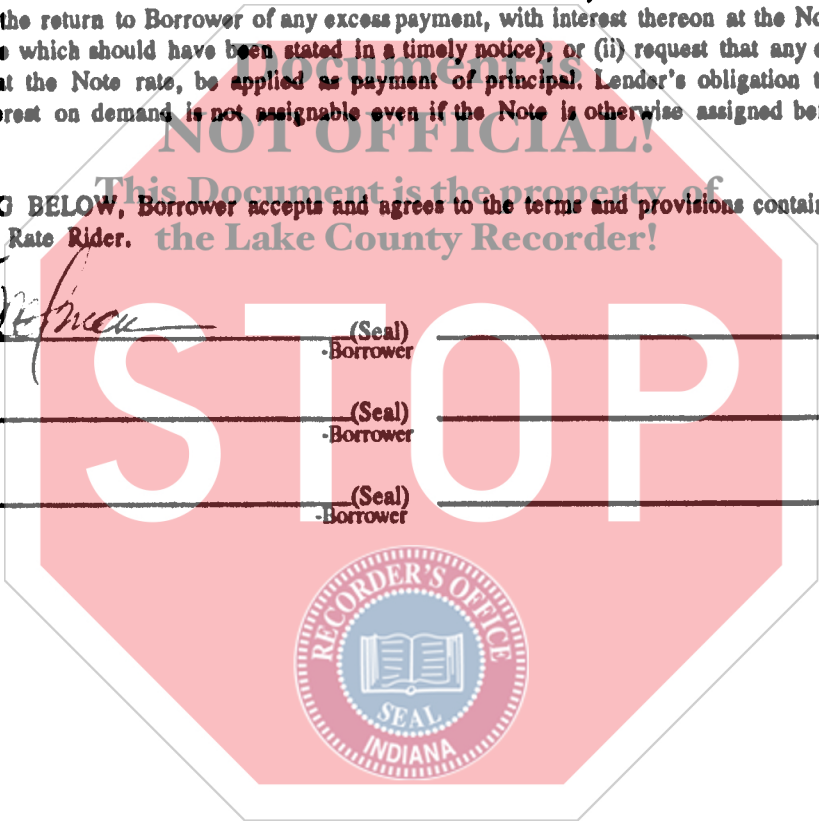 the return to Borrower of any excess payment, with interest thereon at the No
which should have been stated in a timely notice), or (ii) request that any
at the Note rate, be applied as payment of principal. Lender's obligation t
rest on demand is not assignable even if the Note is otherwise assigned be
Document is
NOT OFFICIAL!
This Document is the property of
the Lake County Recorder!
BELOW, Borrower accepts and agrees to the terms and provisions contai
Rate Rider.
(Seal)
-Borrower
(Seal)
-Borrower
(Seal)
-Borrower
STOP
RECORDER'S OFFICE
SEAL
INDIANA